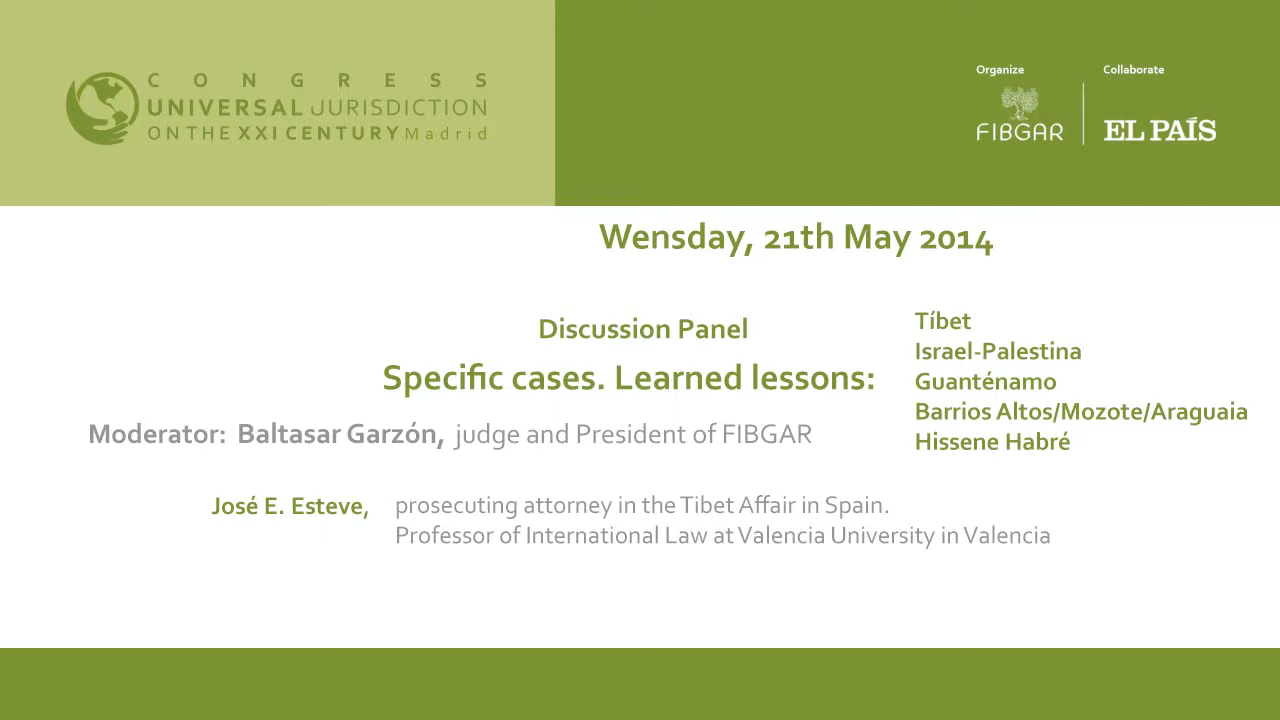 CONGRESS
UNIVERSAL JURISDICTION
ON THE XXI CENTURY Madrid
Organize
FIBGAR
Collaborate
EL PAÍS
Wensday, 21th May 2014
Discussion Panel
Specific cases. Learned lessons:
Tíbet
Israel-Palestina
Guanténamo
Barrios Altos/Mozote/Araguaia
Hissene Habré
Moderator: Baltasar Garzón, judge and President of FIBGAR
José E. Esteve, prosecuting attorney in the Tibet Affair in Spain.
Professor of International Law at Valencia University in Valencia